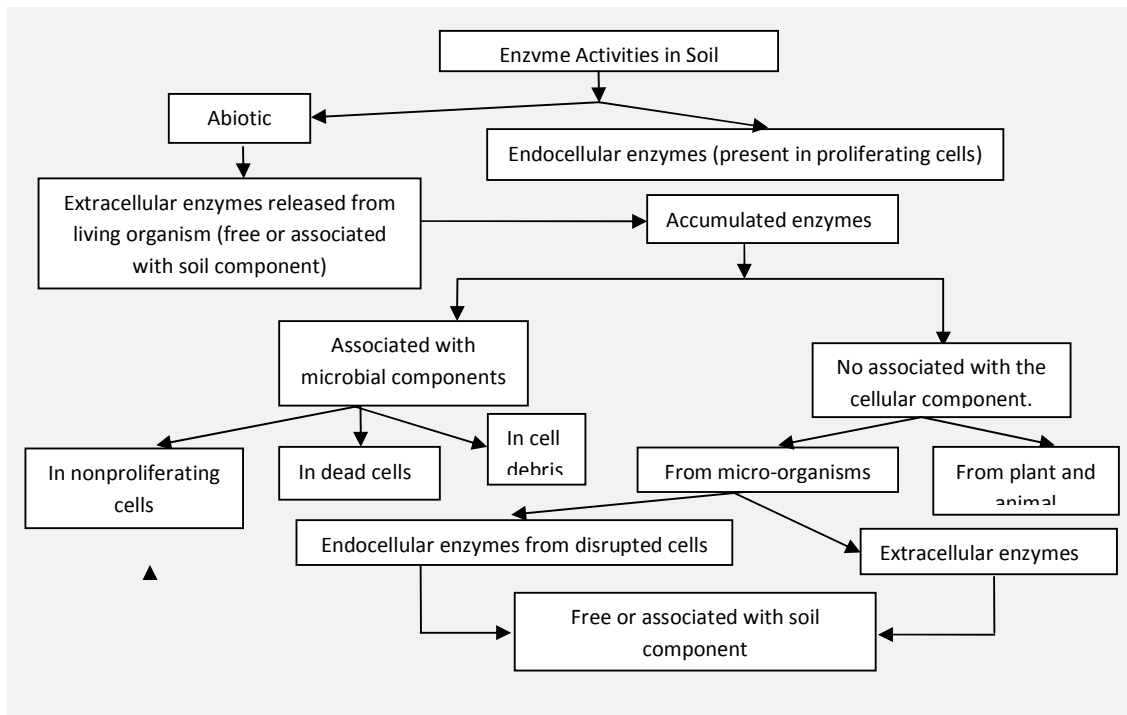 Enzyme Activities in Soil
Abiotic
Endocellular enzymes (present in proliferating cells)
Extracellular enzymes released from
living organism (free or associated
with soil component)
Accumulated enzymes
Associated with
microbial components
No associated with the
cellular component.
In nonproliferating
cells
In dead cells
In cell
debris
From micro-organisms
From plant and
animal
Endocellular enzymes from disrupted cells
Extracellular enzymes
Free or associated with soil
component